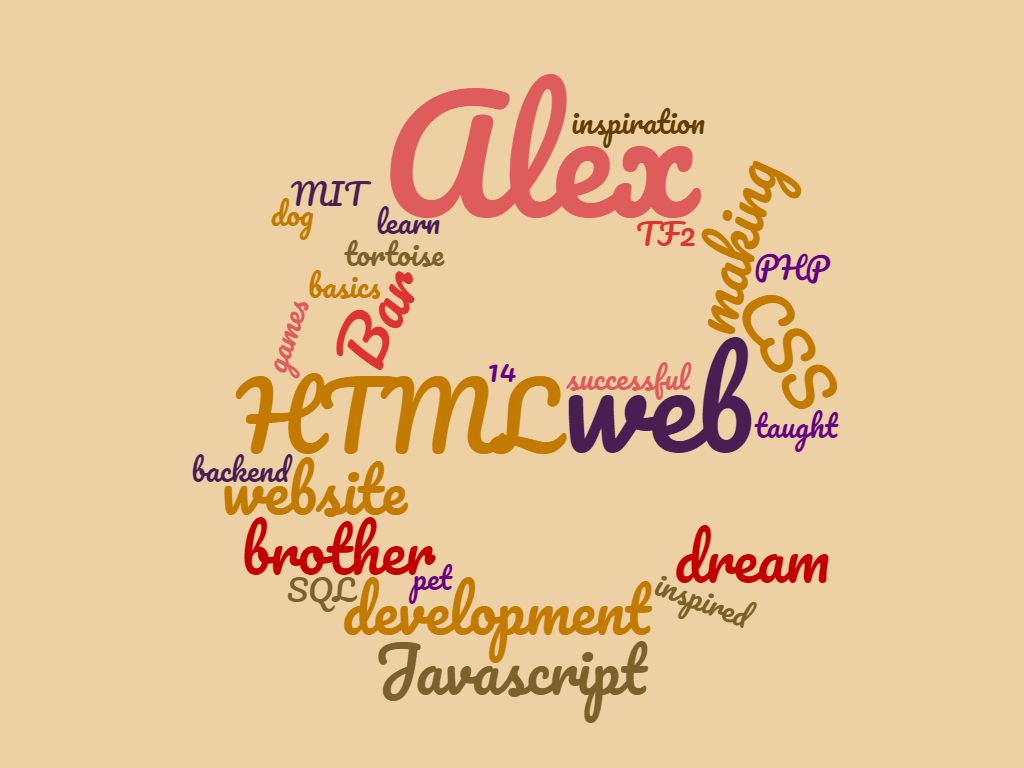 Alex
inspiration
MIT
dog
learn
TF2
making
tortoise
PHP
basics
Bar
games
CSS
HTML
14
successful
web
taught
backend
website
brother
dream
SQL
pet
development
inspired
Javascript